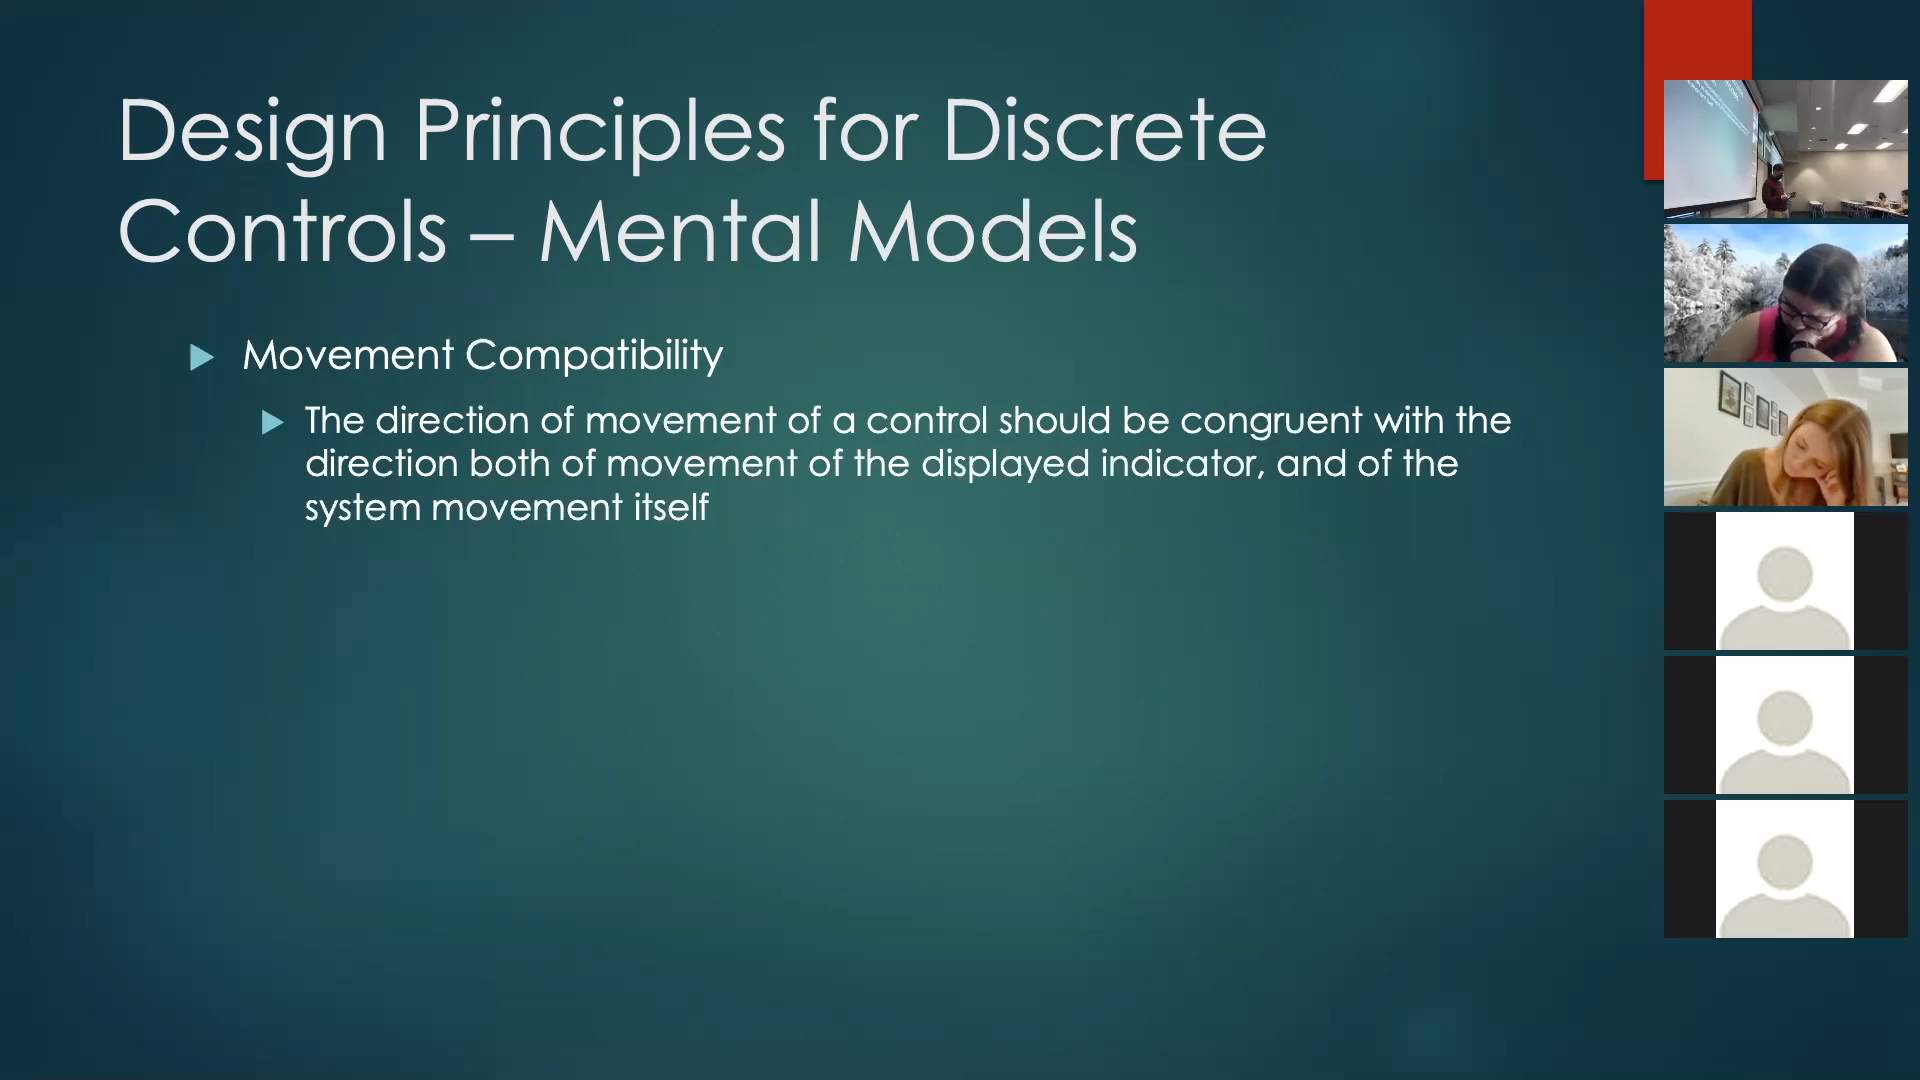 Design Principles for Discrete
Controls – Mental Models
Movement Compatibility
The direction of movement of a control should be congruent with the
direction both of movement of the displayed indicator, and of the
system movement itself